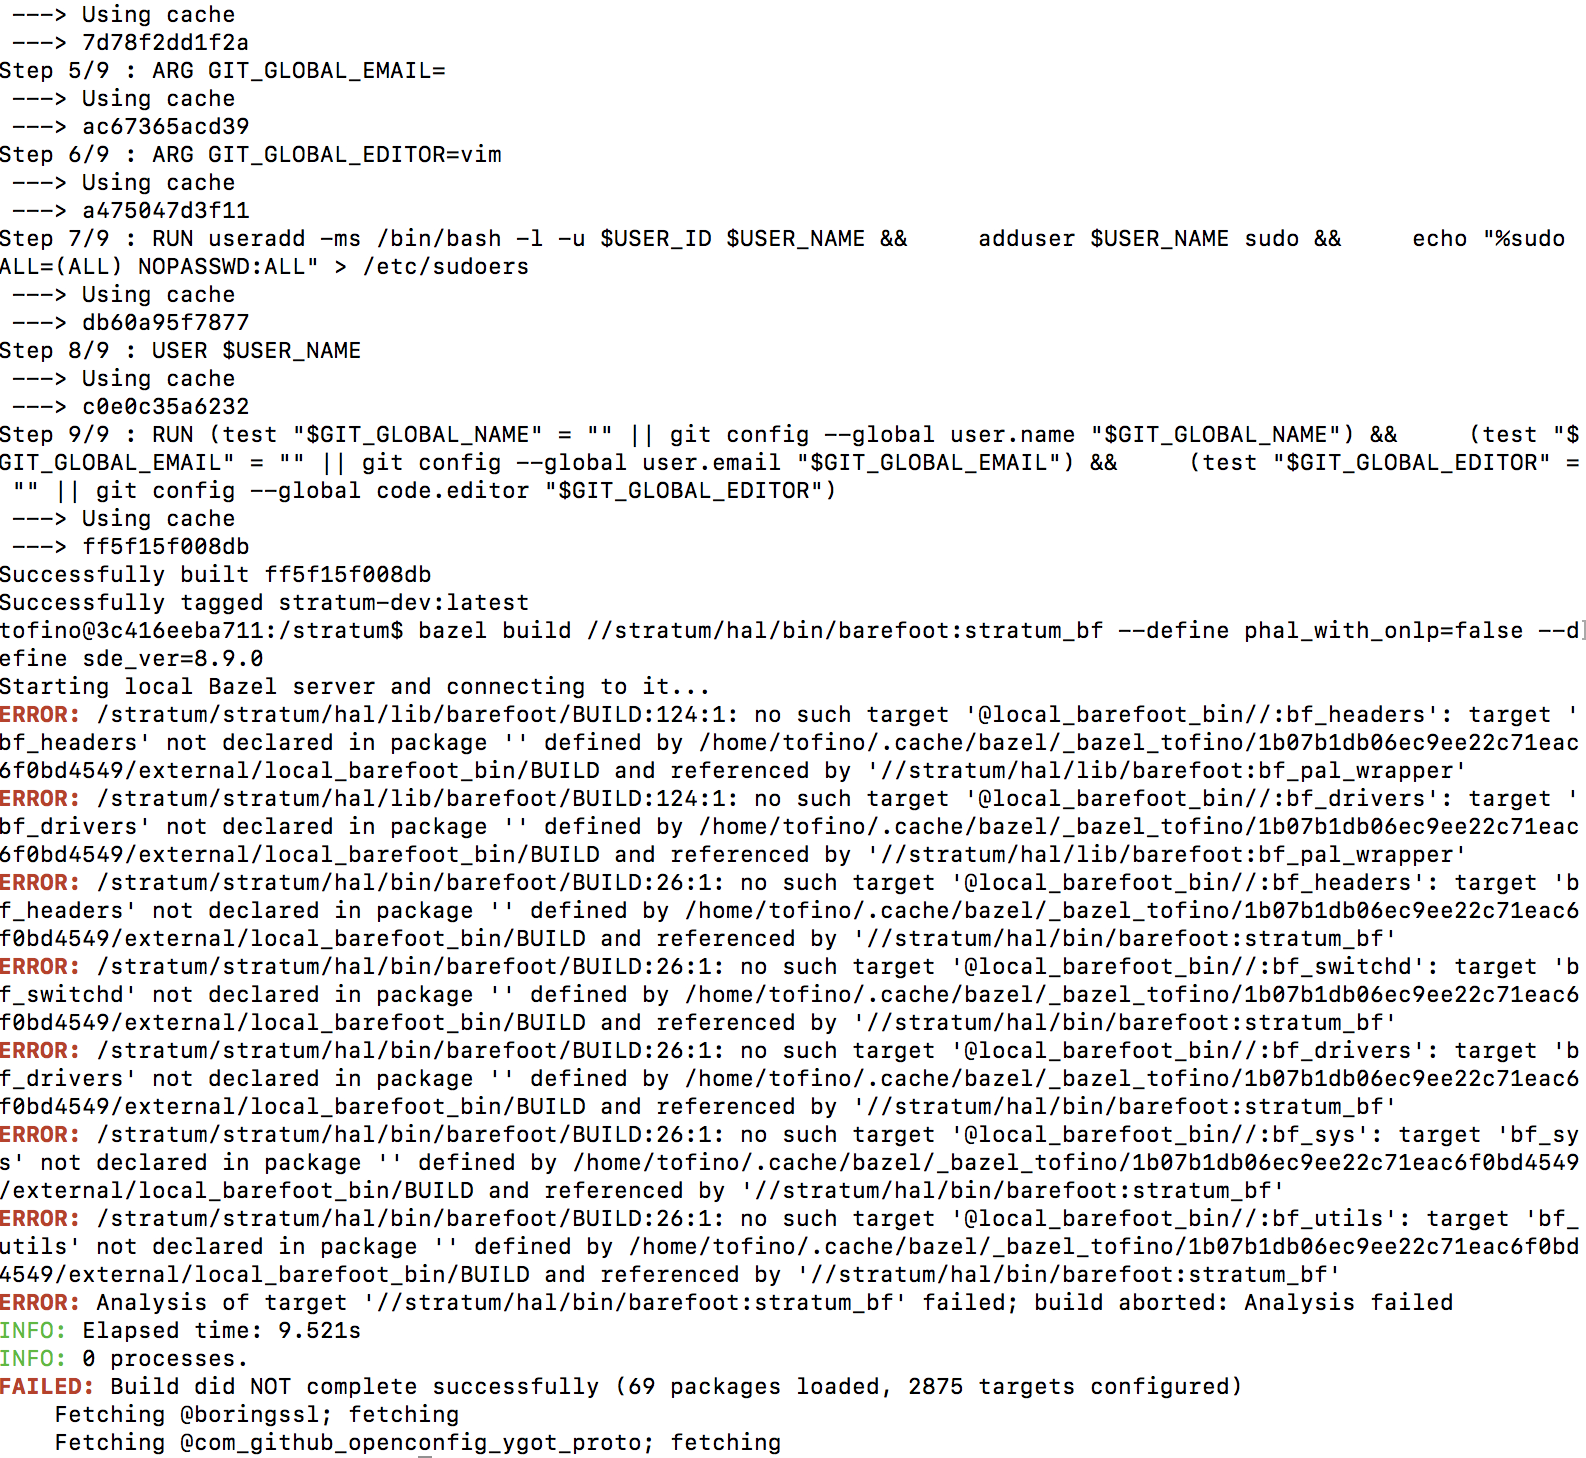 ---> Using cache
 ---> 7d78f2dd1f2a
Step 5/9 : ARG GIT_GLOBAL_EMAIL=
 ---> Using cache
 ---> ac67365acd39
Step 6/9 : ARG GIT_GLOBAL_EDITOR=vim
 ---> Using cache
 ---> a475047d3f11
Step 7/9 : RUN useradd -ms /bin/bash -l -u $USER_ID $USER_NAME &&     adduser $USER_NAME sudo &&     echo "%sudo
ALL=(ALL) NOPASSWD:ALL" > /etc/sudoers
 ---> Using cache
 ---> db60a95f7877
Step 8/9 : USER $USER_NAME
 ---> Using cache
 ---> c0e0c35a6232
Step 9/9 : RUN (test "$GIT_GLOBAL_NAME" = "" || git config --global user.name "$GIT_GLOBAL_NAME") &&     (test "$
GIT_GLOBAL_EMAIL" = "" || git config --global user.email "$GIT_GLOBAL_EMAIL") &&     (test "$GIT_GLOBAL_EDITOR" =
 "" || git config --global code.editor "$GIT_GLOBAL_EDITOR")
 ---> Using cache
 ---> ff5f15f008db
Successfully built ff5f15f008db
Successfully tagged stratum-dev:latest
tofino@3c416eeba711:/stratum$ bazel build //stratum/hal/bin/barefoot:stratum_bf --define phal_with_onlp=false --d
efine sde_ver=8.9.0
Starting local Bazel server and connecting to it...
ERROR: /stratum/stratum/hal/lib/barefoot/BUILD:124:1: no such target '@local_barefoot_bin//:bf_headers': target '
bf_headers' not declared in package '' defined by /home/tofino/.cache/bazel/_bazel_tofino/1b07b1db06ec9ee22c71eac
6f0bd4549/external/local_barefoot_bin/BUILD and referenced by '//stratum/hal/lib/barefoot:bf_pal_wrapper'
ERROR: /stratum/stratum/hal/lib/barefoot/BUILD:124:1: no such target '@local_barefoot_bin//:bf_drivers': target '
bf_drivers' not declared in package '' defined by /home/tofino/.cache/bazel/_bazel_tofino/1b07b1db06ec9ee22c71eac
6f0bd4549/external/local_barefoot_bin/BUILD and referenced by '//stratum/hal/lib/barefoot:bf_pal_wrapper'
ERROR: /stratum/stratum/hal/bin/barefoot/BUILD:26:1: no such target '@local_barefoot_bin//:bf_headers': target 'b
f_headers' not declared in package '' defined by /home/tofino/.cache/bazel/_bazel_tofino/1b07b1db06ec9ee22c71eac6
f0bd4549/external/local_barefoot_bin/BUILD and referenced by '//stratum/hal/bin/barefoot:stratum_bf'
ERROR: /stratum/stratum/hal/bin/barefoot/BUILD:26:1: no such target '@local_barefoot_bin//:bf_switchd': target 'b
f_switchd' not declared in package '' defined by /home/tofino/.cache/bazel/_bazel_tofino/1b07b1db06ec9ee22c71eac6
f0bd4549/external/local_barefoot_bin/BUILD and referenced by '//stratum/hal/bin/barefoot:stratum_bf'
ERROR: /stratum/stratum/hal/bin/barefoot/BUILD:26:1: no such target '@local_barefoot_bin//:bf_drivers': target 'b
f_drivers' not declared in package '' defined by /home/tofino/.cache/bazel/_bazel_tofino/1b07b1db06ec9ee22c71eac6
f0bd4549/external/local_barefoot_bin/BUILD and referenced by '//stratum/hal/bin/barefoot:stratum_bf'
ERROR: /stratum/stratum/hal/bin/barefoot/BUILD:26:1: no such target '@local_barefoot_bin//:bf_sys': target 'bf_sy
s' not declared in package '' defined by /home/tofino/.cache/bazel/_bazel_tofino/1b07b1db06ec9ee22c71eac6f0bd4549
/external/local_barefoot_bin/BUILD and referenced by '//stratum/hal/bin/barefoot:stratum_bf'
ERROR: /stratum/stratum/hal/bin/barefoot/BUILD:26:1: no such target '@local_barefoot_bin//:bf_utils': target 'bf_
utils' not declared in package '' defined by /home/tofino/.cache/bazel/_bazel_tofino/1b07b1db06ec9ee22c71eac6f0bd
4549/external/local_barefoot_bin/BUILD and referenced by '//stratum/hal/bin/barefoot:stratum_bf'
ERROR: Analysis of target '//stratum/hal/bin/barefoot:stratum_bf' failed; build aborted: Analysis failed
INFO: Elapsed time: 9.521s
INFO: 0 processes.
FAILED: Build did NOT complete successfully (69 packages loaded, 2875 targets configured)
    Fetching @boringssl; fetching
    Fetching @com_github_openconfig_ygot_proto; fetching